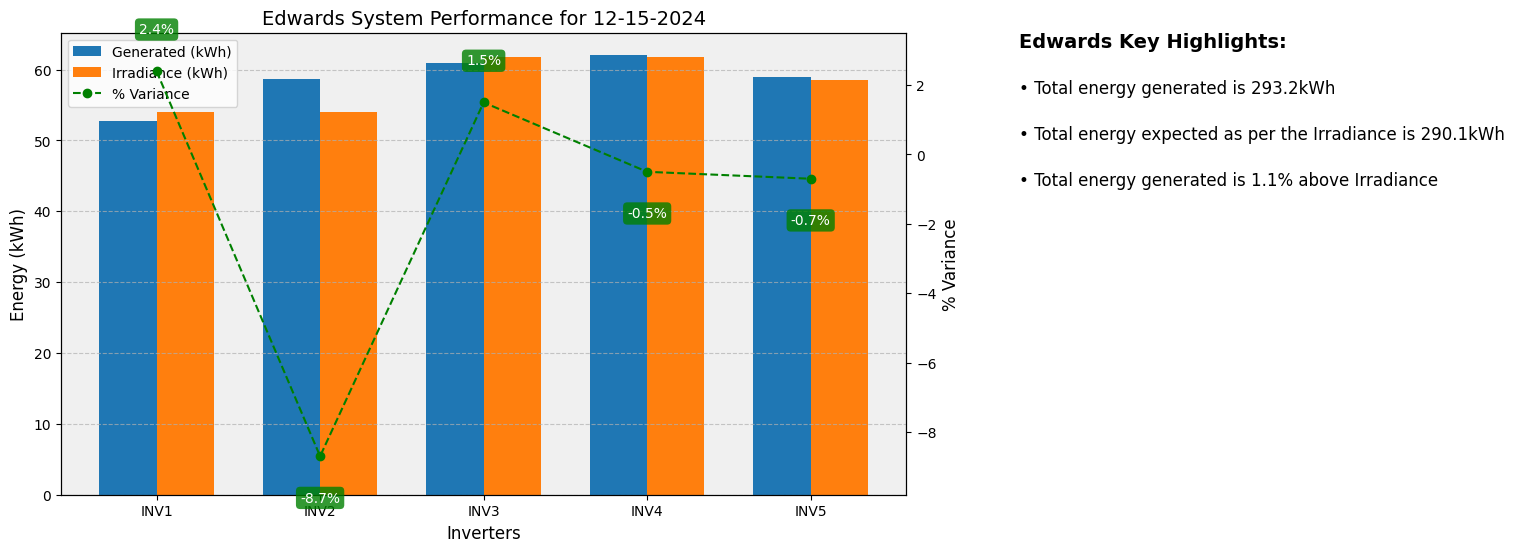 Edwards System Performance for 12-15-2024
Generated (kWh)
Irradiance (kWh)
% Variance
2.4%
-8.7%
1.5%
-0.5%
-0.7%
Energy (kWh)
60
50
40
30
20
10
0
2
0
−2
−4
−6
−8
% Variance
INV1
INV2
INV3
INV4
INV5
Inverters
Edwards Key Highlights:
• Total energy generated is 293.2kWh
• Total energy expected as per the Irradiance is 290.1kWh
• Total energy generated is 1.1% above Irradiance